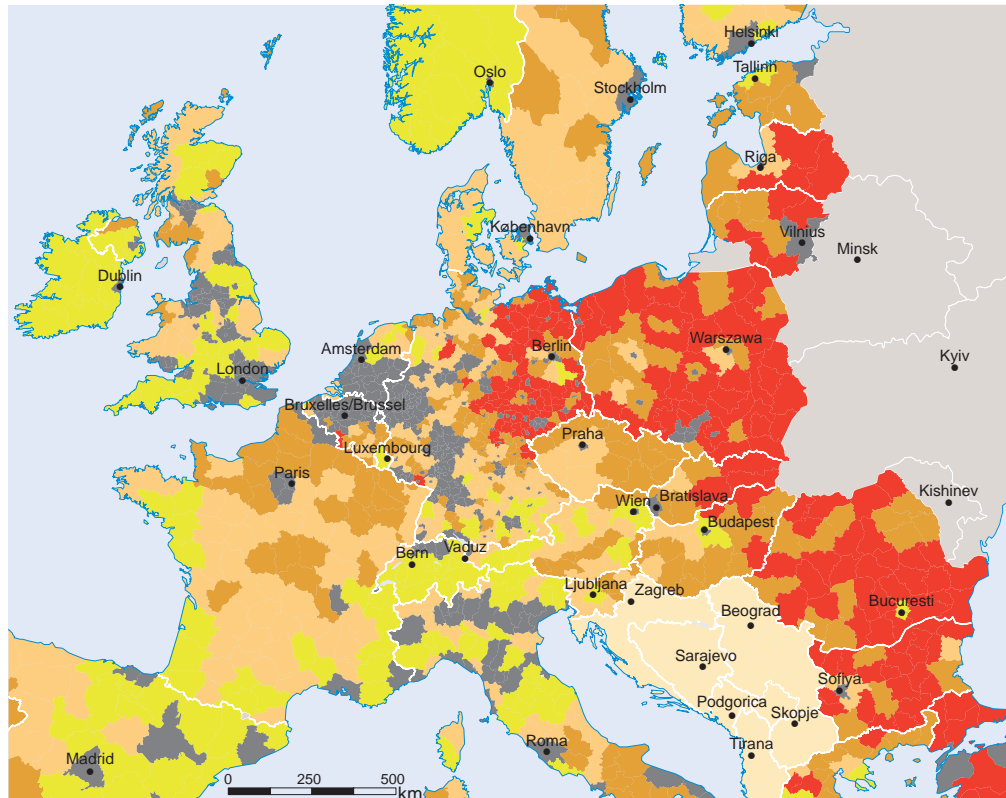 Helsinki
Oslo
Tallinn
Stockholm
Riga
København
Vilnius
Minsk
Dublin
Amsterdam
Berlin
Warszawa
Kyiv
London
Bruxelles/Brussel
Praha
Luxembourg
Paris
Kishinev
Wien
Bratislava
Budapest
Bern
Vaduz
Ljubljana
Zagreb
Beograd
Bucuresti
Sarajevo
Sofiya
Podgorica
Skopje
Roma
Tirana
Madrid
0 250 500
km